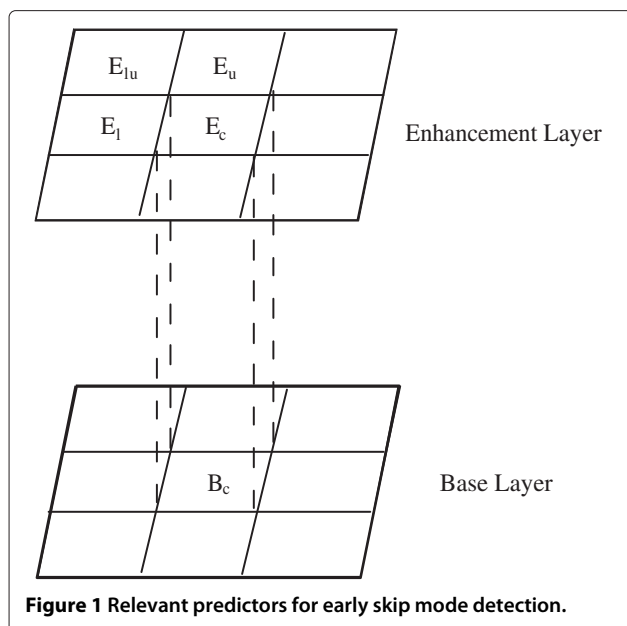 E_lu E_u
E_l E_c
Enhancement Layer
B_c
Base Layer
Figure 1 Relevant predictors for early skip mode detection.